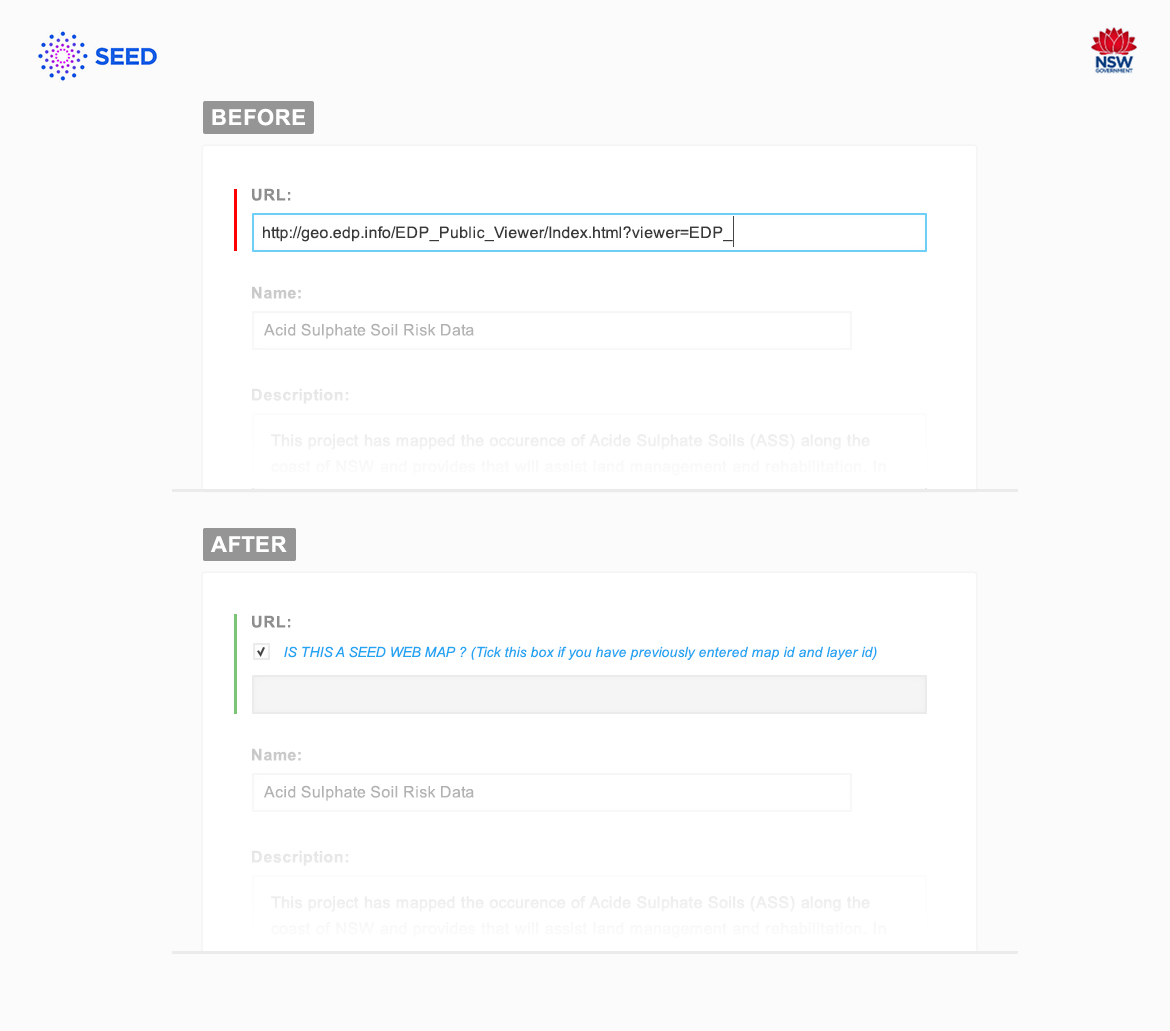 SEED
NSW
GOVERNMENT
BEFORE
URL:
http://geo.edp.info/EDP_Public_Viewer/Index.html?viewer=EDP_
Name:
Acid Sulphate Soil Risk Data
Description:
This project has mapped the occurence of Acide Sulphate Soils (ASS) along the
coast of NSW and provides that will assist land management and rehabilitation. In
AFTER
URL:
IS THIS A SEED WEB MAP ? (Tick this box if you have previously entered map id and layer id)
Name:
Acid Sulphate Soil Risk Data
Description:
This project has mapped the occurence of Acide Sulphate Soils (ASS) along the
coast of NSW and provides that will assist land management and rehabilitation. In